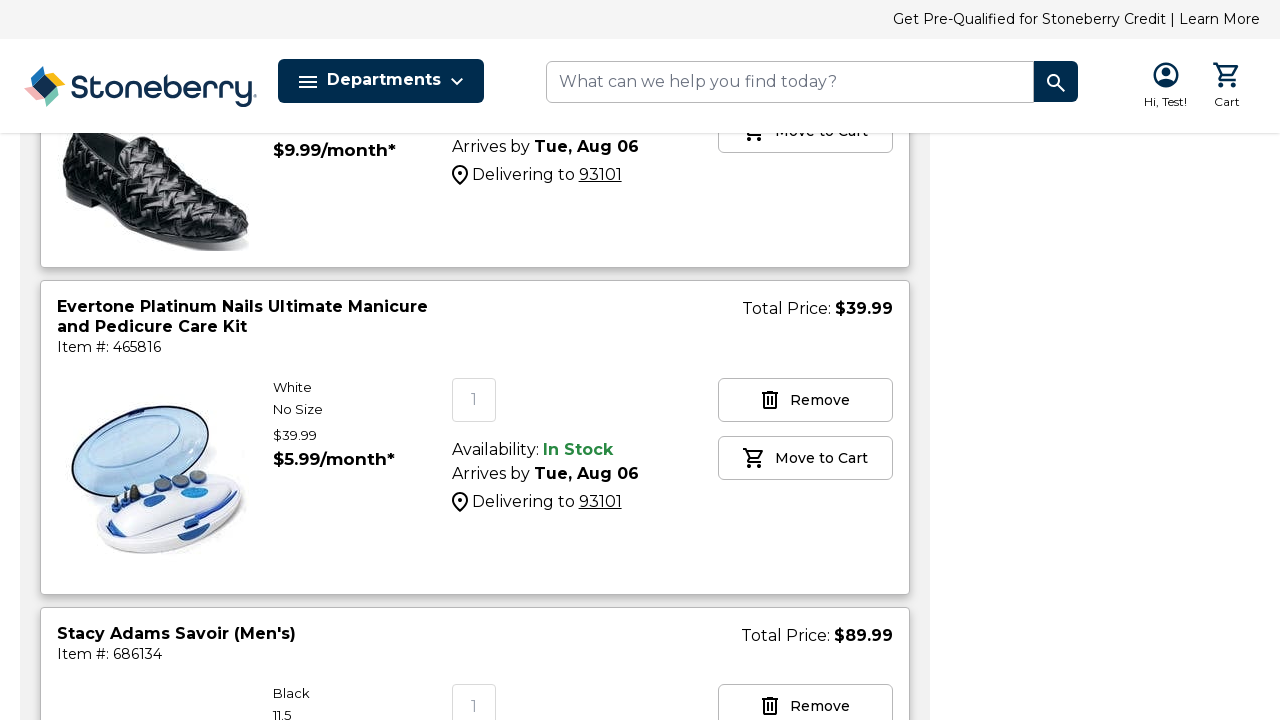 Get Pre-Qualified for Stoneberry Credit | Learn More
Stoneberry
Departments
What can we help you find today?
Hi, Test!
Cart
$9.99/month*
Arrives by Tue, Aug 06
Delivering to 93101
Move to Cart
Evertone Platinum Nails Ultimate Manicure
and Pedicure Care Kit
Item #: 465816
Total Price: $39.99
White
No Size
$39.99
$5.99/month*
1
Availability: In Stock
Arrives by Tue, Aug 06
Delivering to 93101
Remove
Move to Cart
Stacy Adams Savoir (Men's)
Item #: 686134
Total Price: $89.99
Black
11.5
1
Remove